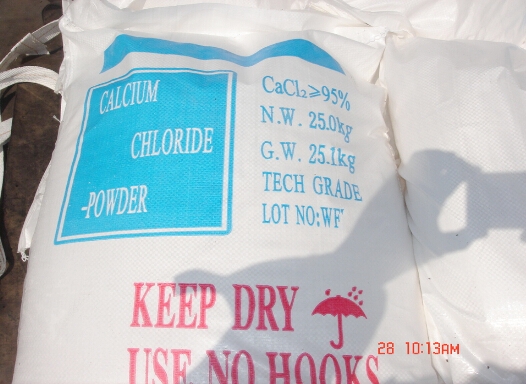 CALCIUM
CHLORIDE
-POWDER
CaCl₂≥95%
N.W. 25.0kg
G.W. 25.1kg
TECH GRADE
LOT NO:WF
KEEP DRY
USE NO HOOKS
28 10:13AM